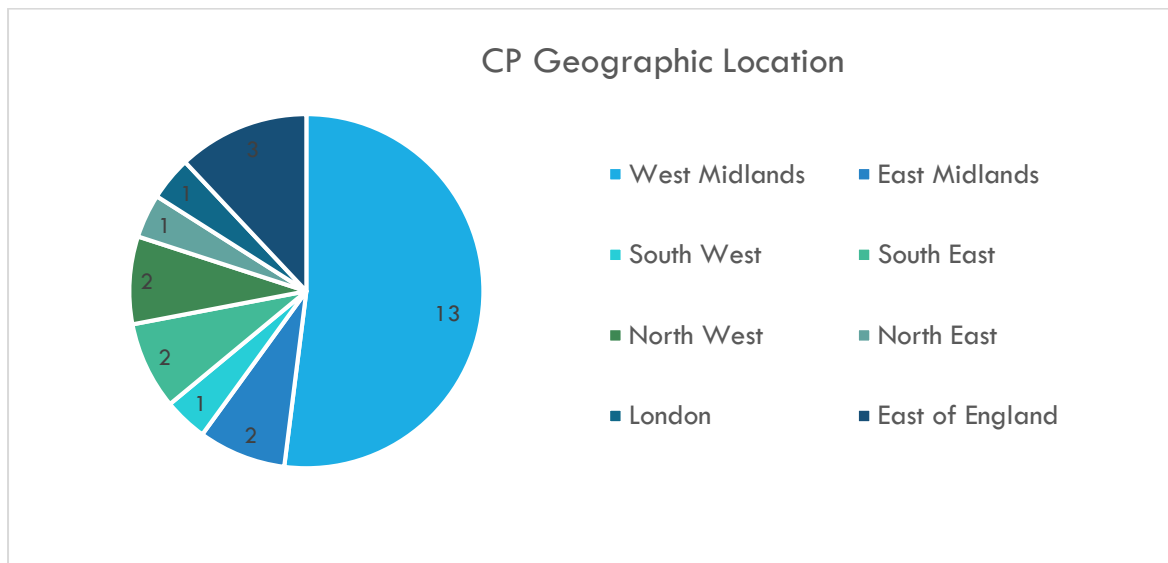 CP Geographic Location
3
1
1
2
2
1
2
13
West Midlands
East Midlands
South West
South East
North West
North East
London
East of England